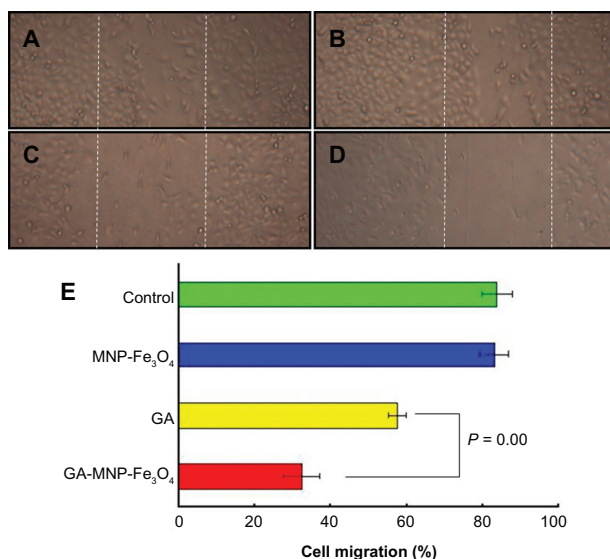 A
B
C
D
E
Control
MNP-Fe₃O₄
GA
P = 0.00
GA-MNP-Fe₃O₄
0 20 40 60 80 100
Cell migration (%)